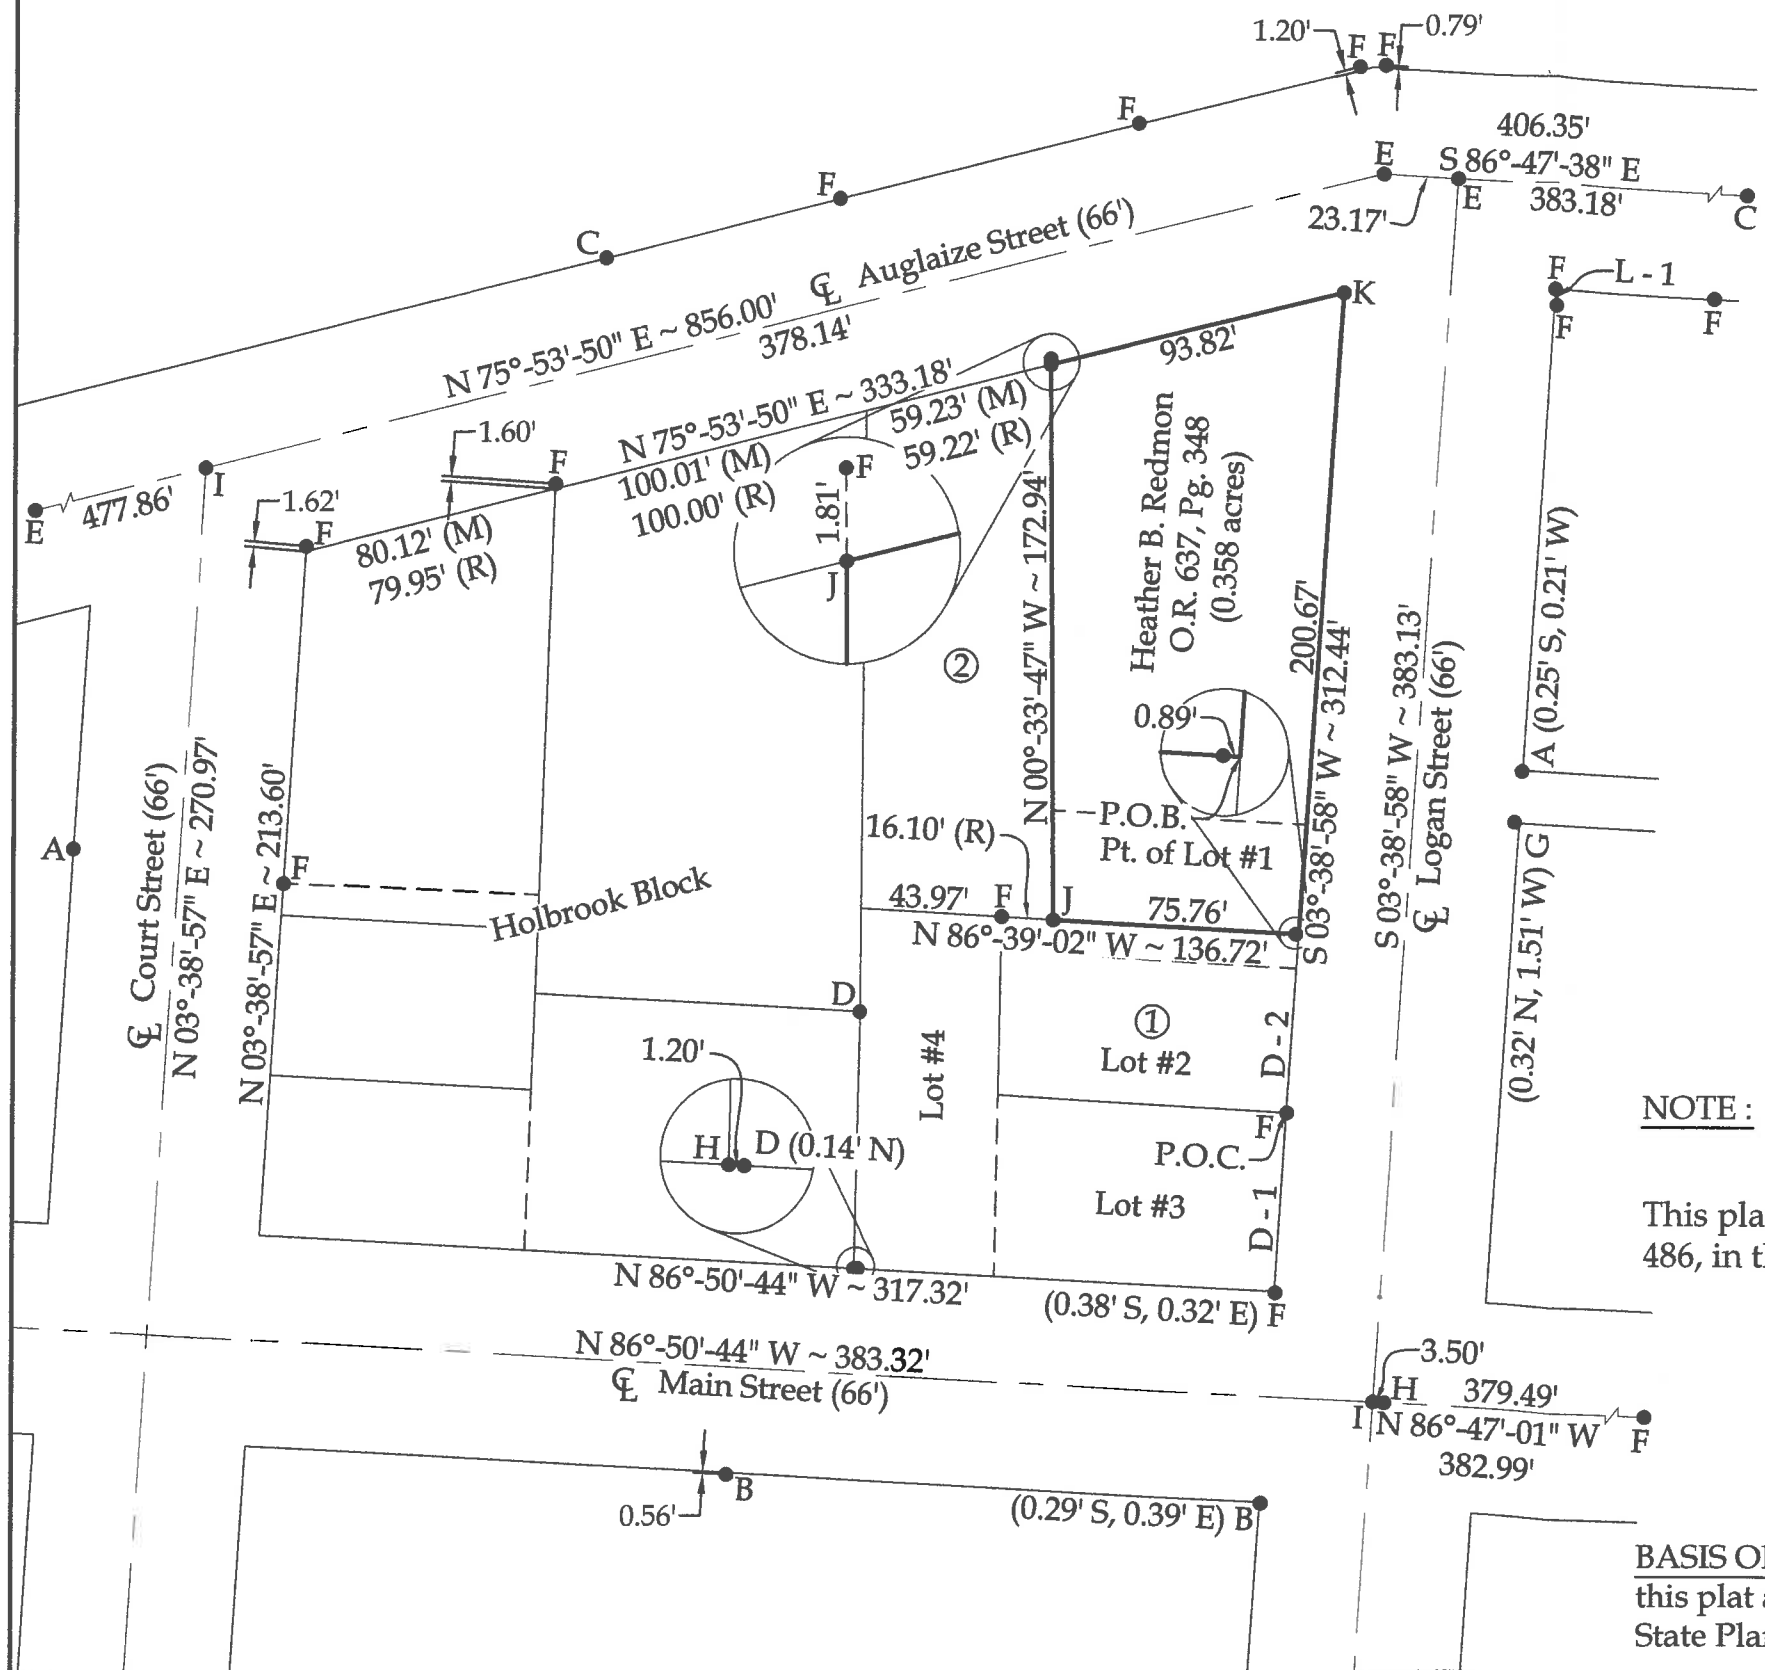 1.20'
F
F
0.79'
F
406.35'
E
S 86°-47'-38" E
E
383.18'
C
23.17'
F
C
℄ Auglaize Street (66')
N 75°-53'-50" E ~ 856.00'
378.14'
F
L - 1
F
F
K
93.82'
N 75°-53'-50" E ~ 333.18'
59.23' (M)
59.22' (R)
100.01' (M)
100.00' (R)
1.60'
F
I
E
477.86'
1.62'
F
80.12' (M)
79.95' (R)
F
1.81'
J
N 00°-33'-47" W ~ 172.94'
Heather B. Redmon
O.R. 637, Pg. 348
(0.358 acres)
200.67'
S 03°-38'-58" W ~ 312.44'
S 03°-38'-58" W ~ 383.13'
℄ Logan Street (66')
A (0.25' S, 0.21' W)
2
0.89'
P.O.B.
Pt. of Lot #1
16.10' (R)
43.97'
F
J
75.76'
N 86°-39'-02" W ~ 136.72'
A
℄ Court Street (66')
N 03°-38'-57" E ~ 270.97'
N 03°-38'-57" E ~ 213.60'
F
Holbrook Block
D
Lot #4
1
Lot #2
D - 2
(0.32' N, 1.51' W) G
1.20'
H
D (0.14' N)
F
P.O.C.
Lot #3
D - 1
NOTE :
This pla
486, in t
N 86°-50'-44" W ~ 317.32'
(0.38' S, 0.32' E) F
N 86°-50'-44" W ~ 383.32'
℄ Main Street (66')
3.50'
I
H
379.49'
N 86°-47'-01" W
F
382.99'
B
0.56'
(0.29' S, 0.39' E) B
BASIS O
this plat
State Pla